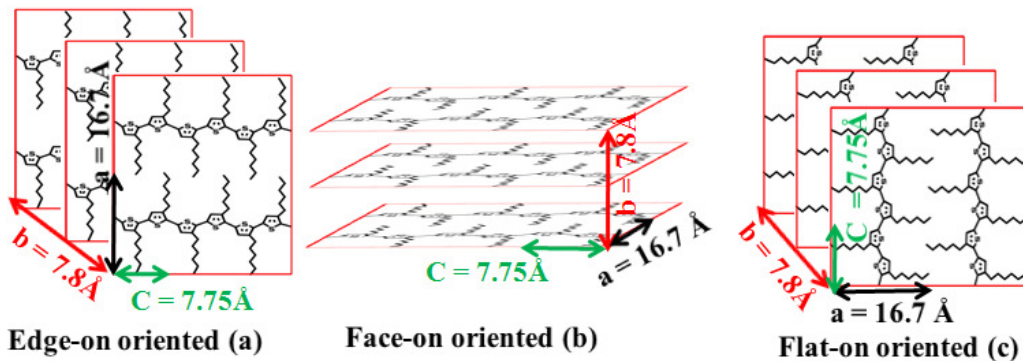 a = 16.7Å
b = 7.8Å
C = 7.75Å
Edge-on oriented (a)
b = 7.8Å
C = 7.75Å
a = 16.7 Å
Face-on oriented (b)
C = 7.75Å
b = 7.8Å
a = 16.7 Å
Flat-on oriented (c)